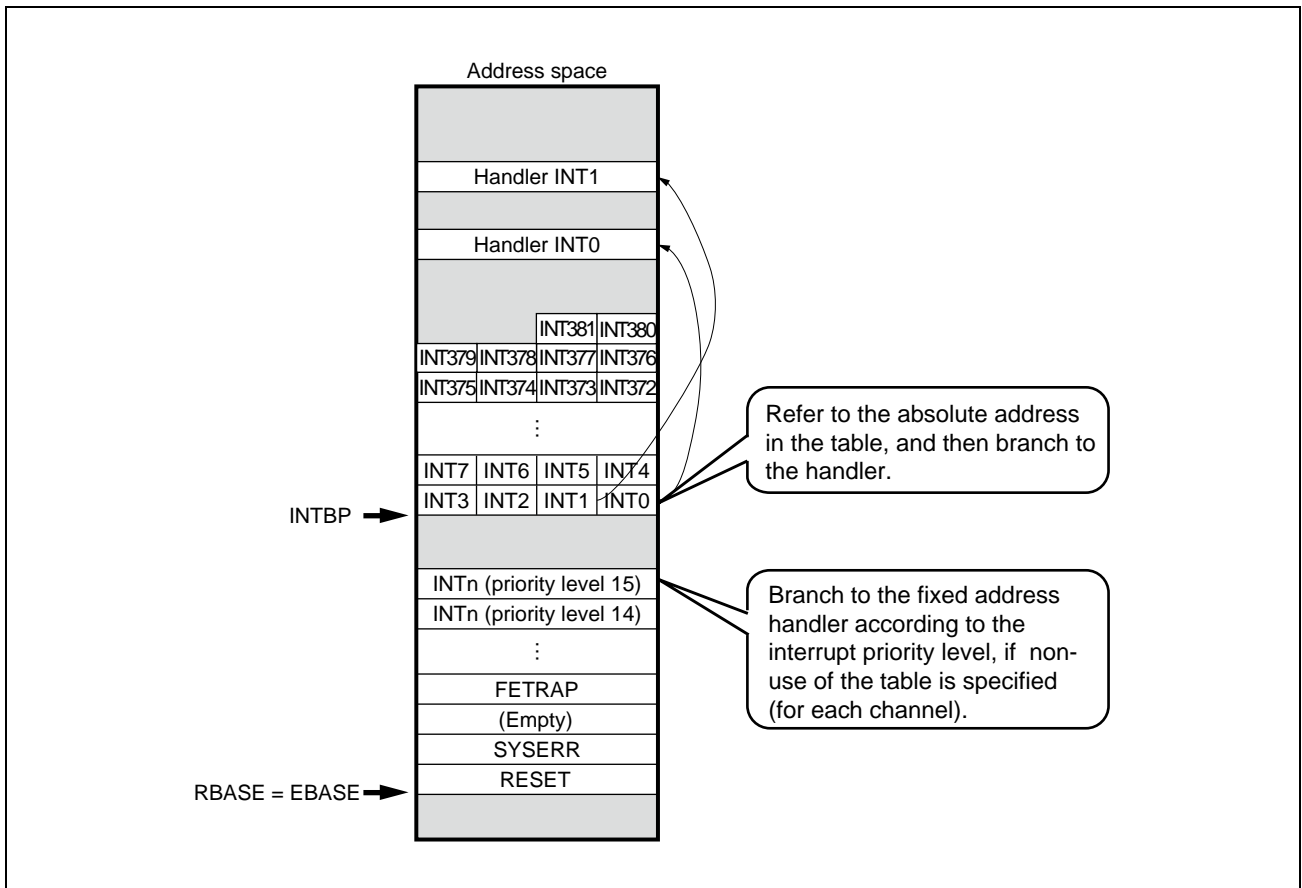 Address space
Handler INT1
Handler INT0
INT381 INT380
INT379 INT378 INT377 INT376
INT375 INT374 INT373 INT372
⋮
INT7 INT6 INT5 INT4
INT3 INT2 INT1 INT0
INTBP
Refer to the absolute address
in the table, and then branch to
the handler.
INTn (priority level 15)
INTn (priority level 14)
⋮
FETRAP
(Empty)
SYSERR
RESET
RBASE = EBASE
Branch to the fixed address
handler according to the
interrupt priority level, if non-
use of the table is specified
(for each channel).